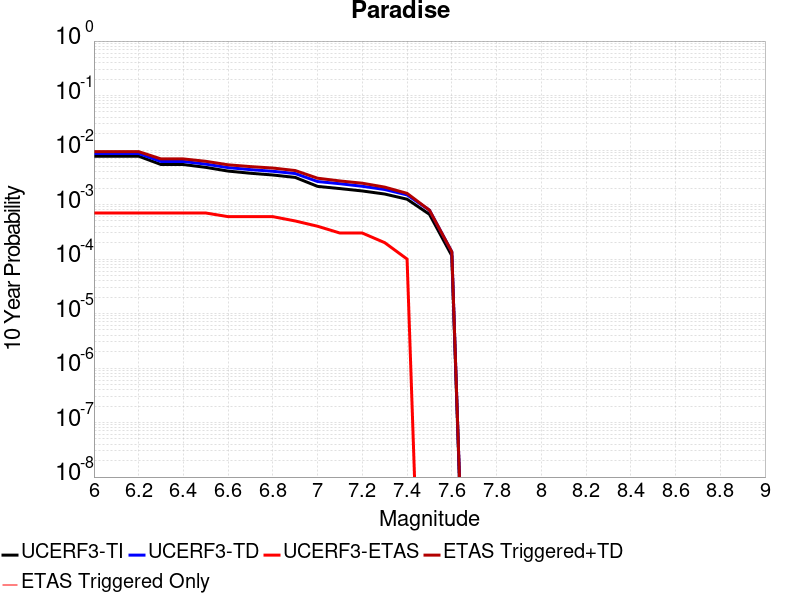 Paradise
10 Year Probability
10^0
10^-1
10^-2
10^-3
10^-4
10^-5
10^-6
10^-7
10^-8
6 6.2 6.4 6.6 6.8 7 7.2 7.4 7.6 7.8 8 8.2 8.4 8.6 8.8 9
Magnitude
UCERF3-TI UCERF3-TD UCERF3-ETAS ETAS Triggered+TD
ETAS Triggered Only